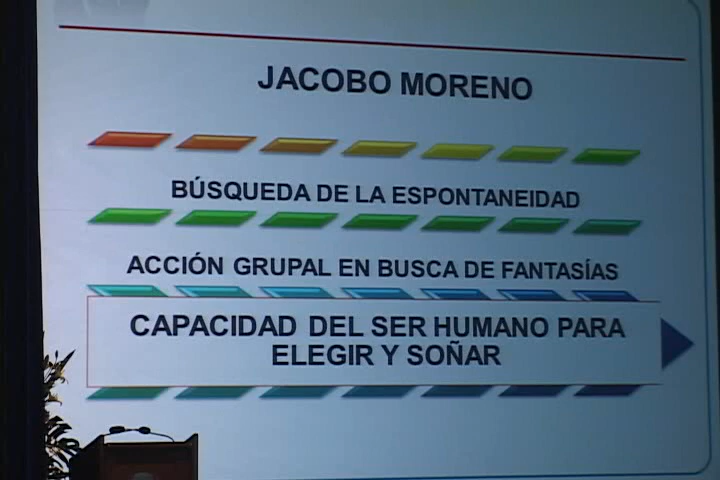 JACOBO MORENO
BÚSQUEDA DE LA ESPONTANEIDAD
ACCIÓN GRUPAL EN BUSCA DE FANTASÍAS
CAPACIDAD DEL SER HUMANO PARA
ELEGIR Y SOÑAR